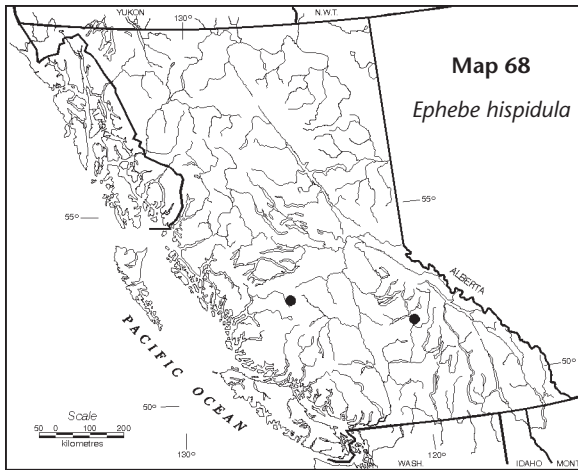 YUKON
130°
N.W.T.
Map 68
Ephebe hispidula
55°
55°
ALBERTA
PACIFIC OCEAN
50°
50°
Scale
50 0 100 200
kilometres
130°
WASH.
120°
IDAHO
MONT